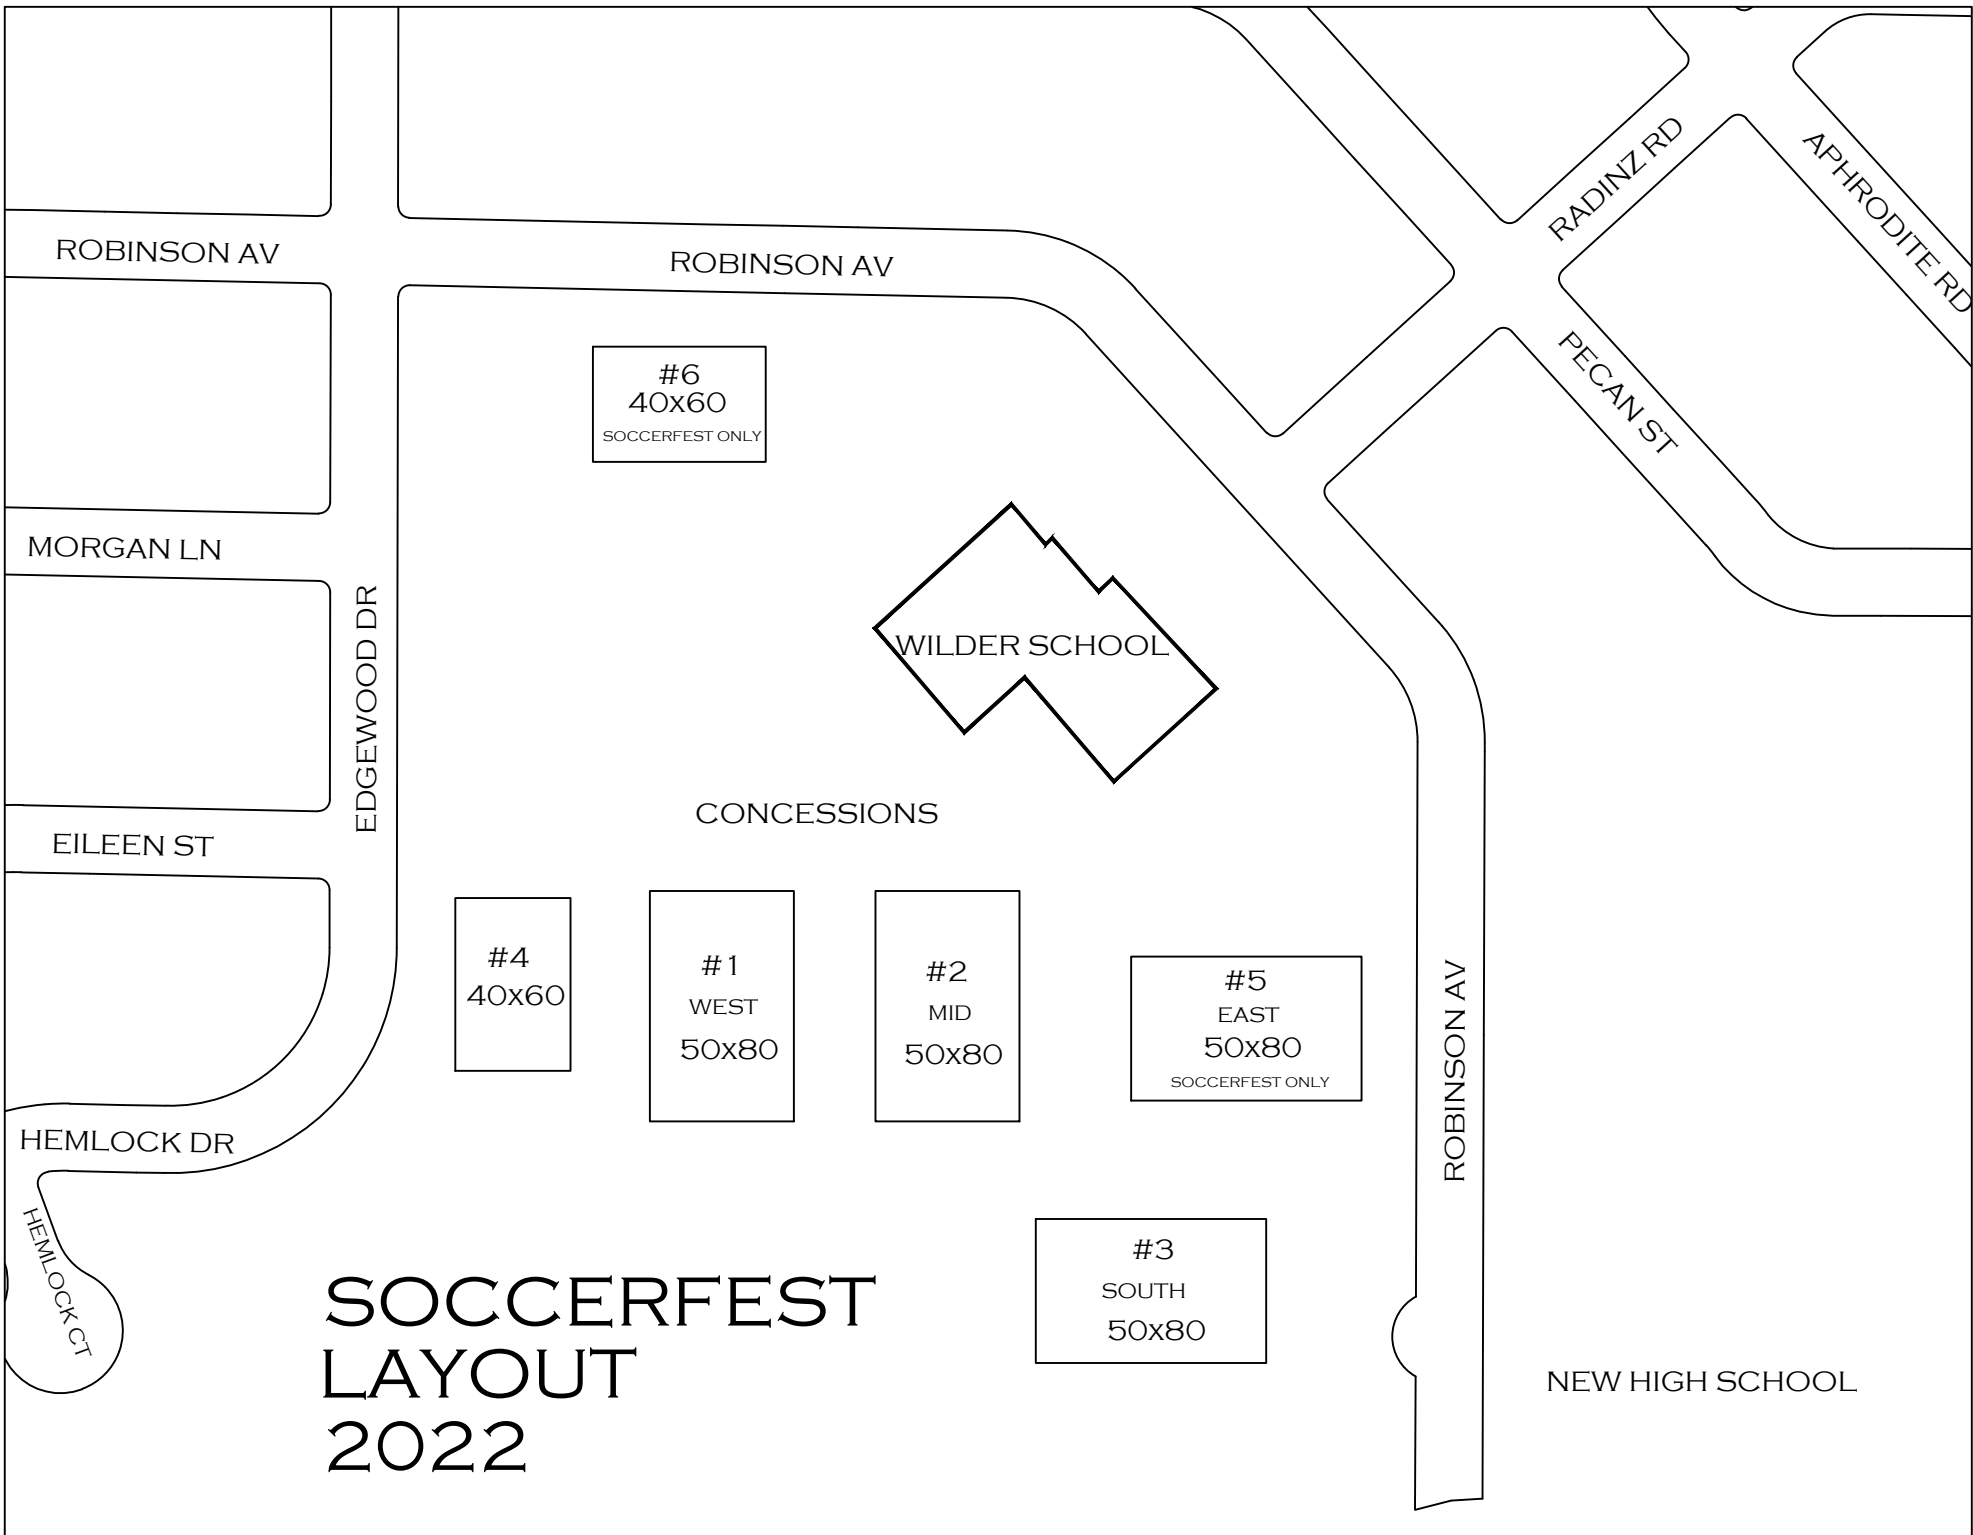 RADINZ RD
APHRODITE RD
ROBINSON AV
ROBINSON AV
PECAN ST
#6
40x60
SOCCERFEST ONLY
MORGAN LN
EDGEWOOD DR
WILDER SCHOOL
CONCESSIONS
EILEEN ST
#4
40x60
#1
WEST
50x80
#2
MID
50x80
#5
EAST
50x80
SOCCERFEST ONLY
ROBINSON AV
HEMLOCK DR
HEMLOCK CT
#3
SOUTH
50x80
SOCCERFEST
LAYOUT
2022
NEW HIGH SCHOOL